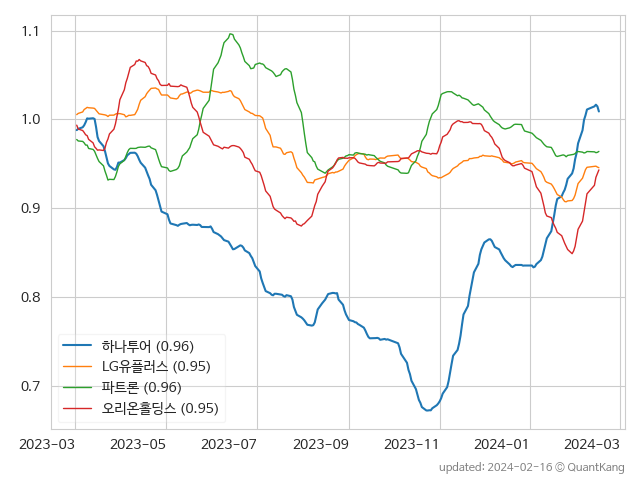 1.1
1.0
0.9
0.8
0.7
하나투어 (0.96)
LG유플러스 (0.95)
파트론 (0.96)
오리온홀딩스 (0.95)
2023-03 2023-05 2023-07 2023-09 2023-11 2024-01 2024-03
updated: 2024-02-16 © QuantKang